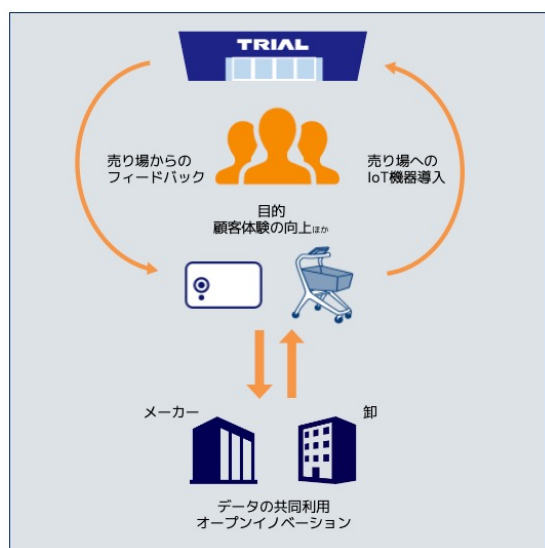 TRIAL
売り場からの
フィードバック
売り場への
IoT機器導入
目的
顧客体験の向上ほか
メーカー
卸
データの共同利用
オープンイノベーション